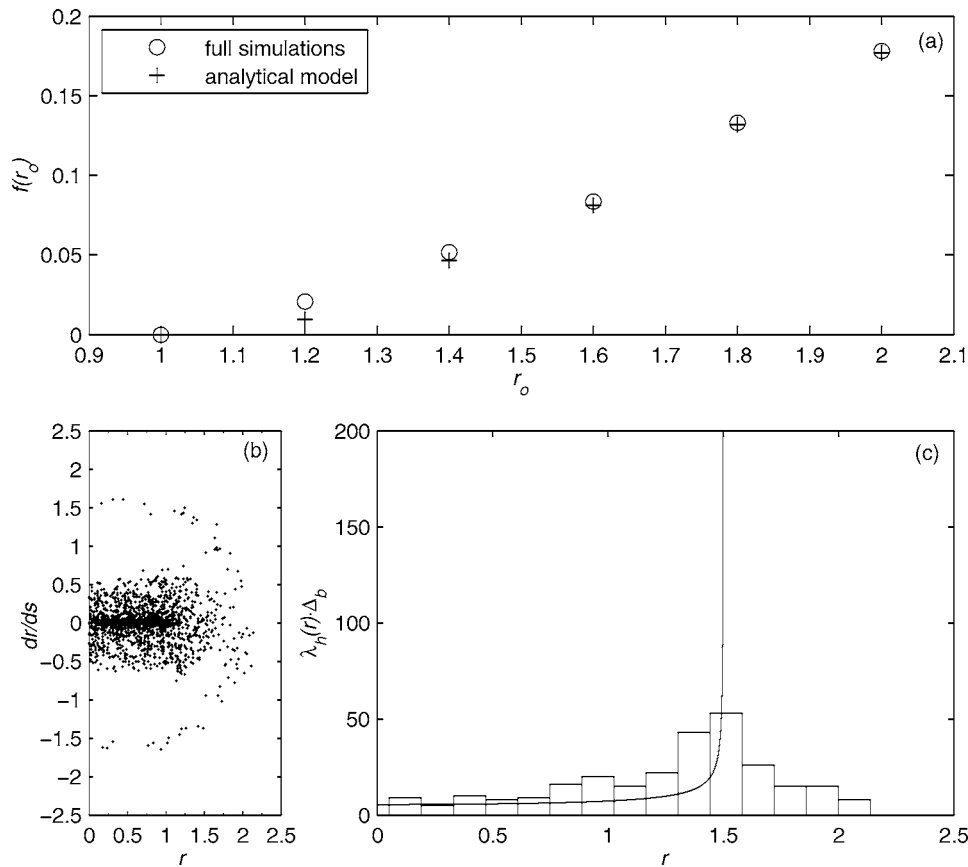 0.2
(a)
full simulations
analytical model
0.15
0.1
0.05
0
f(r_o)
0.9 1 1.1 1.2 1.3 1.4 1.5 1.6 1.7 1.8 1.9 2 2.1
r_o
2.5
(b)
2
1.5
1
0.5
0
−0.5
−1
−1.5
−2
−2.5
dr/ds
0 0.5 1 1.5 2 2.5
r
200
(c)
150
100
50
0
λ_h(r)·Δ_b
0 0.5 1 1.5 2 2.5
r